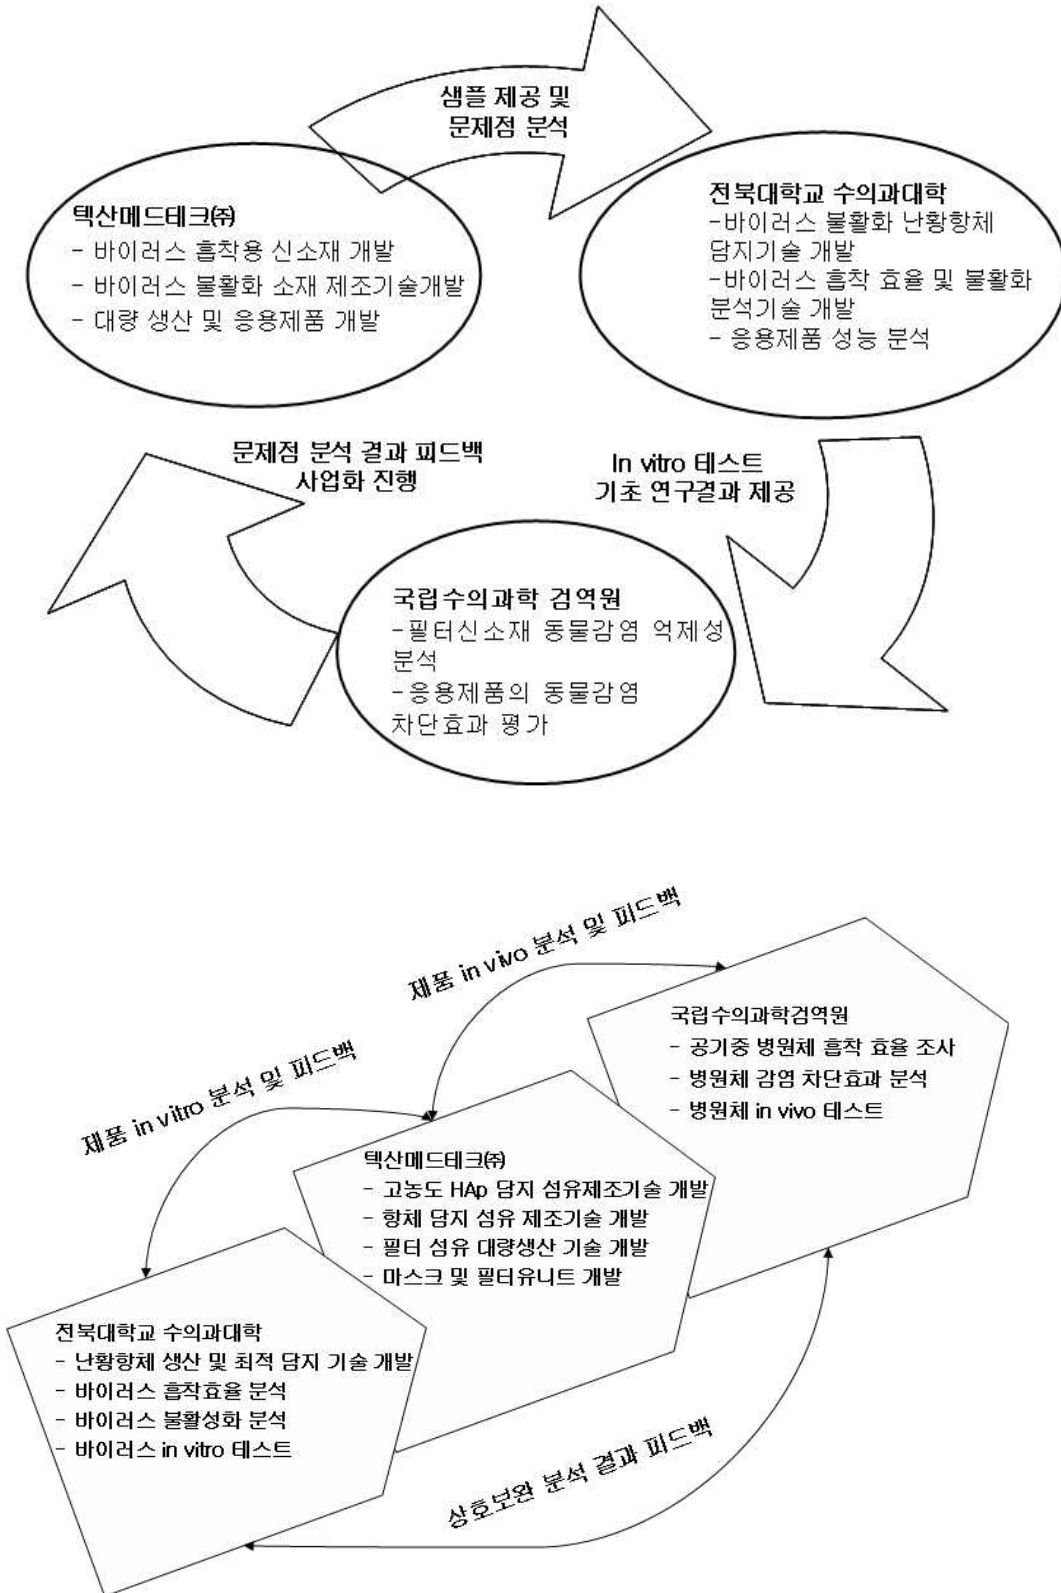 샘플 제공 및
문제점 분석
텍산메드테크㈜
- 바이러스 흡착용 신소재 개발
- 바이러스 불활화 소재 제조기술개발
- 대량 생산 및 응용제품 개발
전북대학교 수의과대학
-바이러스 불활화 난황항체
담지기술 개발
-바이러스 흡착 효율 및 불활화
분석기술 개발
- 응용제품 성능 분석
문제점 분석 결과 피드백
사업화 진행
In vitro 테스트
기초 연구결과 제공
국립수의과학 검역원
-필터신소재 동물감염 억제성
분석
-응용제품의 동물감염
차단효과 평가
제품 in vivo 분석 및 피드백
국립수의과학검역원
- 공기중 병원체 흡착 효율 조사
- 병원체 감염 차단효과 분석
- 병원체 in vivo 테스트
제품 in vitro 분석 및 피드백
텍산메드테크㈜
- 고농도 HAp 담지 섬유제조기술 개발
- 항체 담지 섬유 제조기술 개발
- 필터 섬유 대량생산 기술 개발
- 마스크 및 필터유니트 개발
전북대학교 수의과대학
- 난황항체 생산 및 최적 담지 기술 개발
- 바이러스 흡착효율 분석
- 바이러스 불활성화 분석
- 바이러스 in vitro 테스트
상호보완 분석 결과 피드백